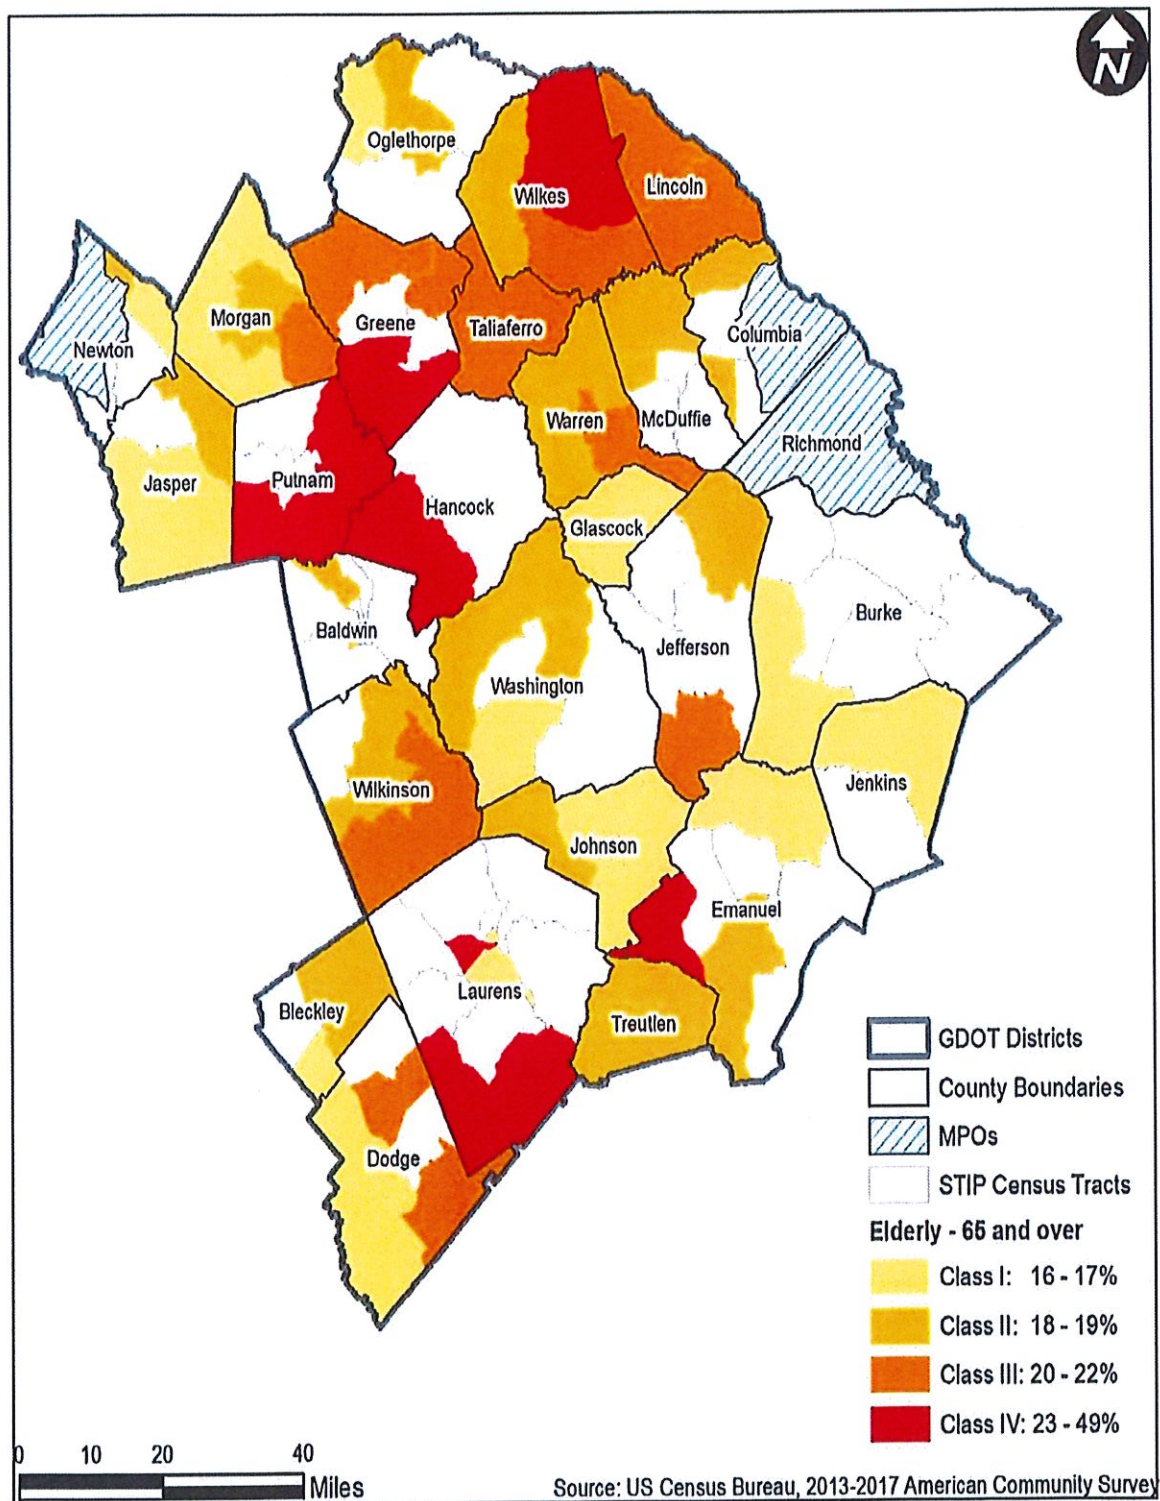 N
Oglethorpe
Wilkes
Lincoln
Morgan
Greene
Taliaferro
Newton
Columbia
Warren
McDuffie
Richmond
Jasper
Putnam
Hancock
Glascock
Burke
Baldwin
Jefferson
Washington
Wilkinson
Jenkins
Johnson
Emanuel
Laurens
Bleckley
Treutlen
Dodge
GDOT Districts
County Boundaries
MPOs
STIP Census Tracts
Elderly - 65 and over
Class I: 16 - 17%
Class II: 18 - 19%
Class III: 20 - 22%
Class IV: 23 - 49%
0 10 20 40
Miles
Source: US Census Bureau, 2013-2017 American Community Survey